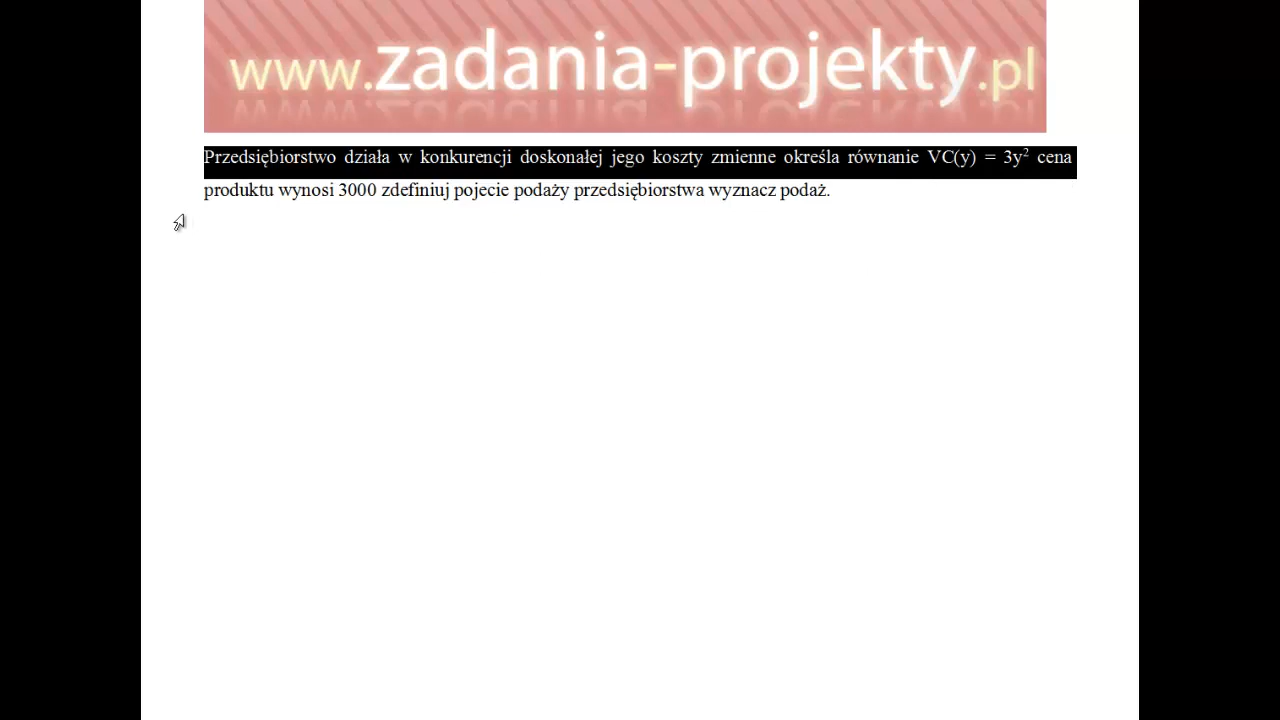 www.zadania-projekty.pl
Przedsiębiorstwo działa w konkurencji doskonałej jego koszty zmienne określa równanie VC(y) = 3y² cena
produktu wynosi 3000 zdefiniuj pojecie podaży przedsiębiorstwa wyznacz podaż.